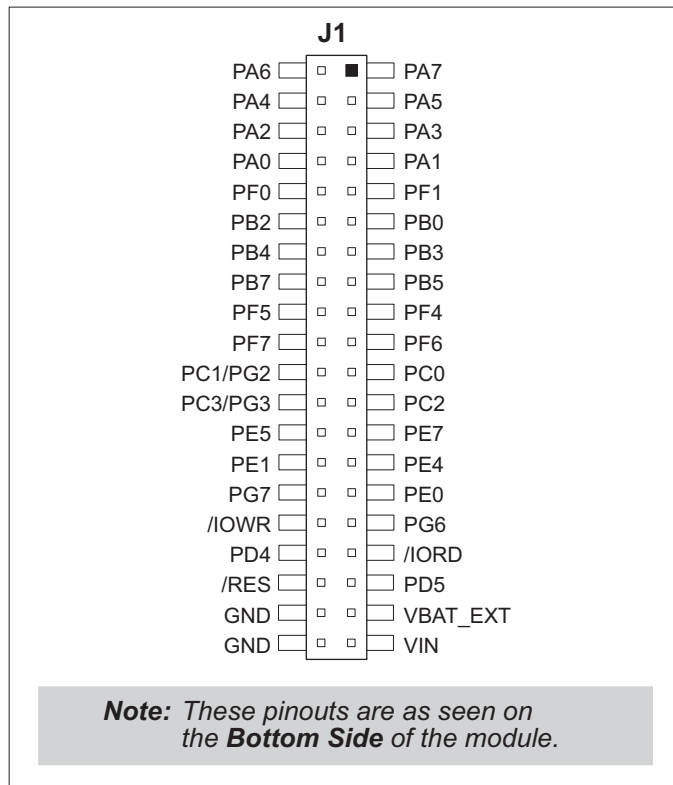 J1
PA6 PA7
PA4 PA5
PA2 PA3
PA0 PA1
PF0 PF1
PB2 PB0
PB4 PB3
PB7 PB5
PF5 PF4
PF7 PF6
PC1/PG2 PC0
PC3/PG3 PC2
PE5 PE7
PE1 PE4
PG7 PE0
/IOWR PG6
PD4 /IORD
/RES PD5
GND VBAT_EXT
GND VIN
Note: These pinouts are as seen on
the Bottom Side of the module.